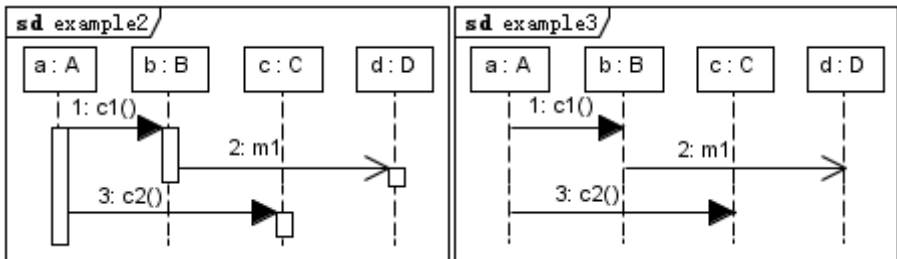 sd example2
a : A b : B c : C d : D
1: c1()
2: m1
3: c2()
sd example3
a : A b : B c : C d : D
1: c1()
2: m1
3: c2()